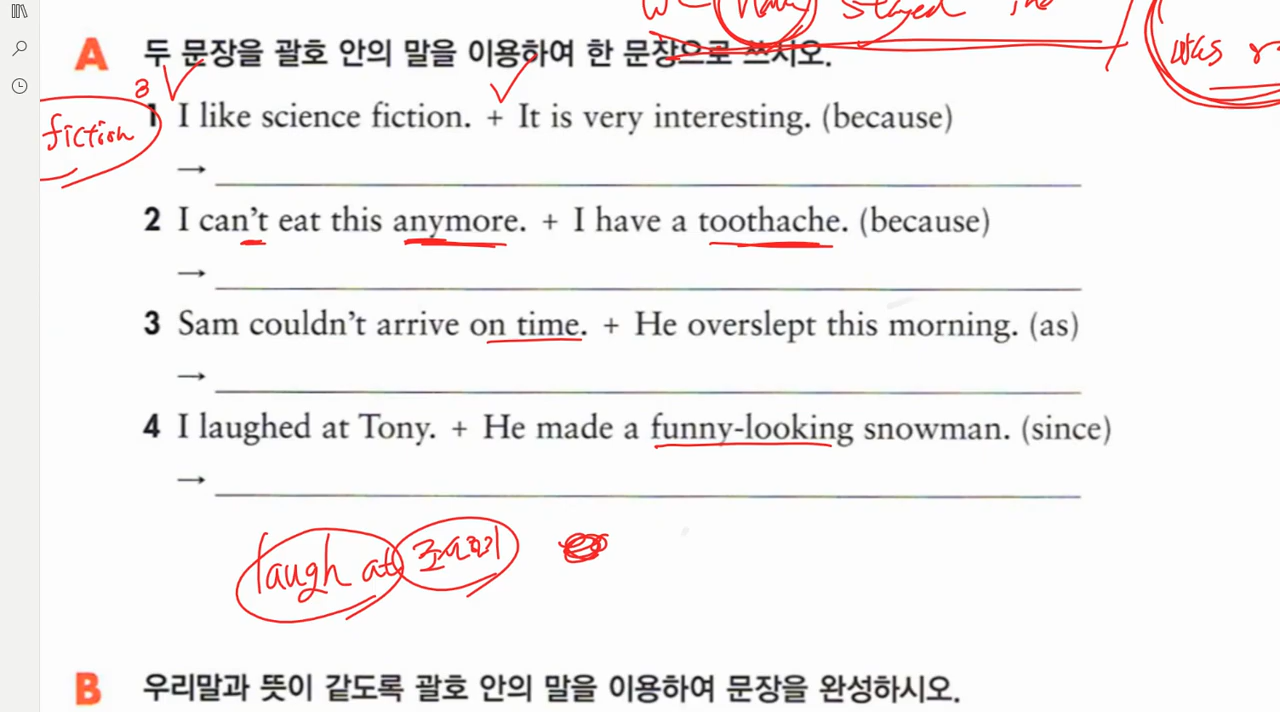 stayed
was
A 두 문장을 괄호 안의 말을 이용하여 한 문장으로 쓰시오.
fiction
1 I like science fiction. + It is very interesting. (because)
→
2 I can't eat this anymore. + I have a toothache. (because)
→
3 Sam couldn't arrive on time. + He overslept this morning. (as)
→
4 I laughed at Tony. + He made a funny-looking snowman. (since)
→
laugh at
B 우리말과 뜻이 같도록 괄호 안의 말을 이용하여 문장을 완성하시오.